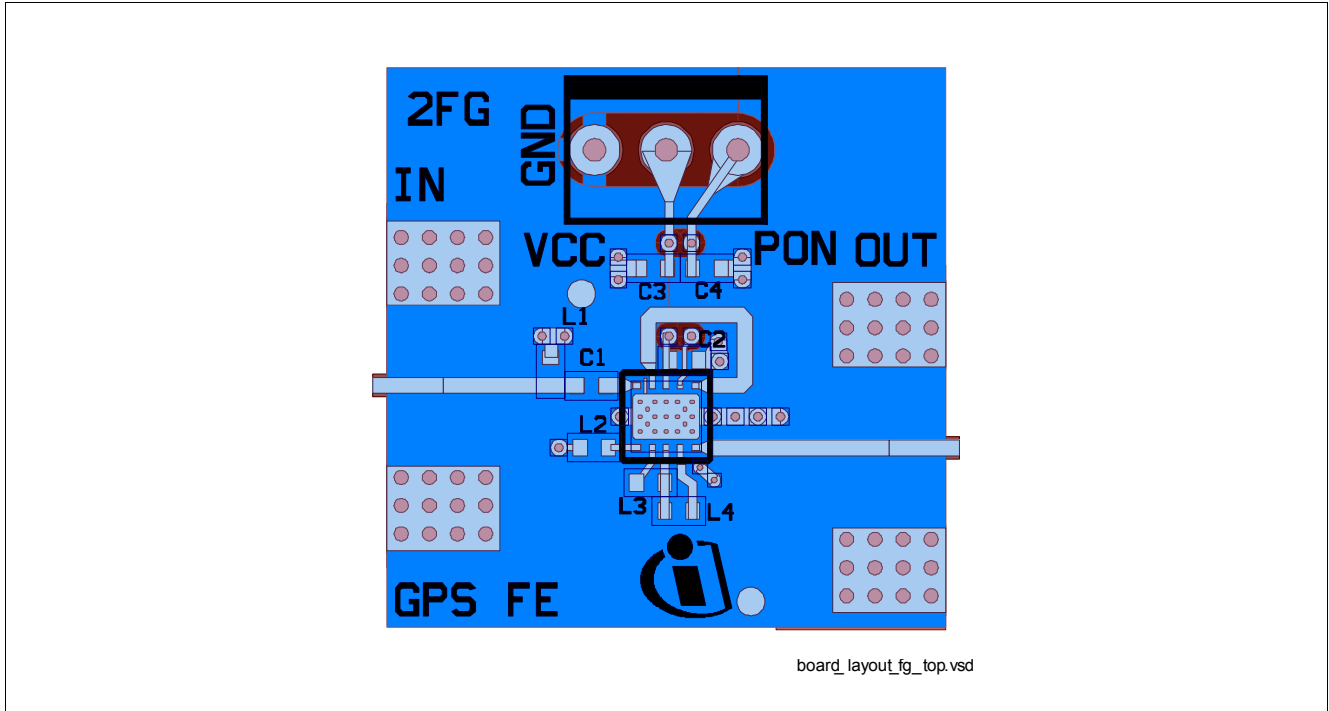 2FG
GND
IN
VCC
PON
OUT
C3
C4
L1
C2
C1
L2
L3
L4
GPS FE
board_layout_fg_top.vsd